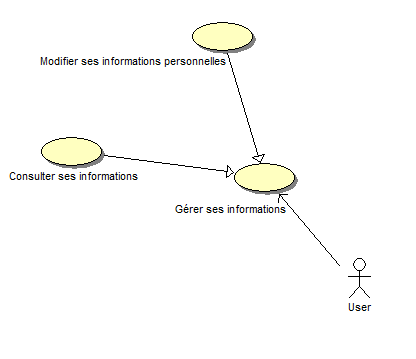 Modifier ses informations personnelles
Consulter ses informations
Gérer ses informations
User